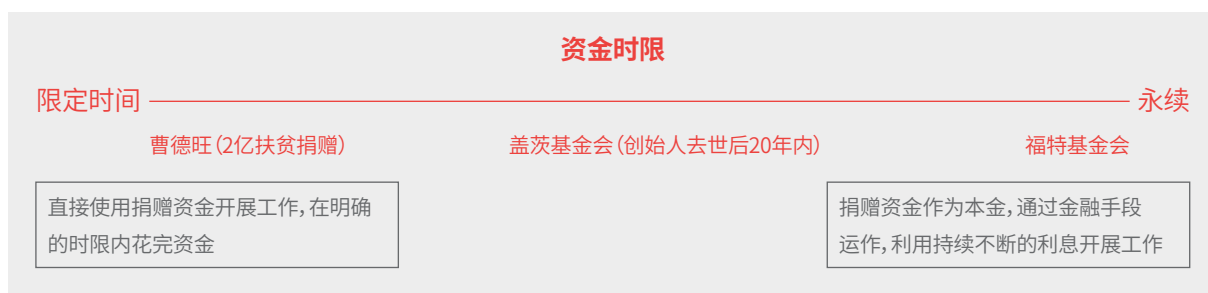 资金时限
限定时间
永续
曹德旺(2亿扶贫捐赠)
盖茨基金会(创始人去世后20年内)
福特基金会
直接使用捐赠资金开展工作,在明确
的时限内花完资金
捐赠资金作为本金,通过金融手段
运作,利用持续不断的利息开展工作